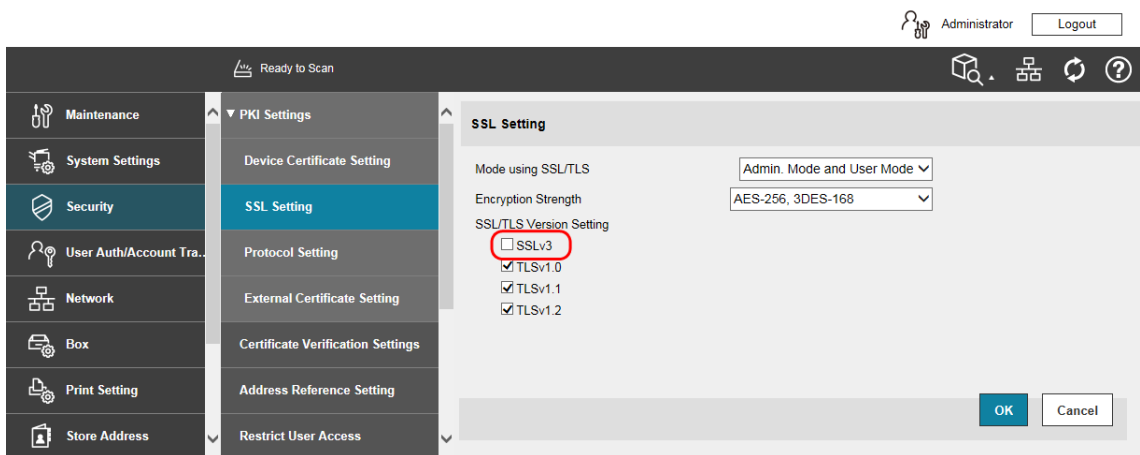 Administrator
Logout
Ready to Scan
Maintenance
System Settings
Security
User Auth/Account Tra..
Network
Box
Print Setting
Store Address
▼ PKI Settings
Device Certificate Setting
SSL Setting
Protocol Setting
External Certificate Setting
Certificate Verification Settings
Address Reference Setting
Restrict User Access
SSL Setting
Mode using SSL/TLS Admin. Mode and User Mode
Encryption Strength AES-256, 3DES-168
SSL/TLS Version Setting
SSLv3
TLSv1.0
TLSv1.1
TLSv1.2
OK Cancel